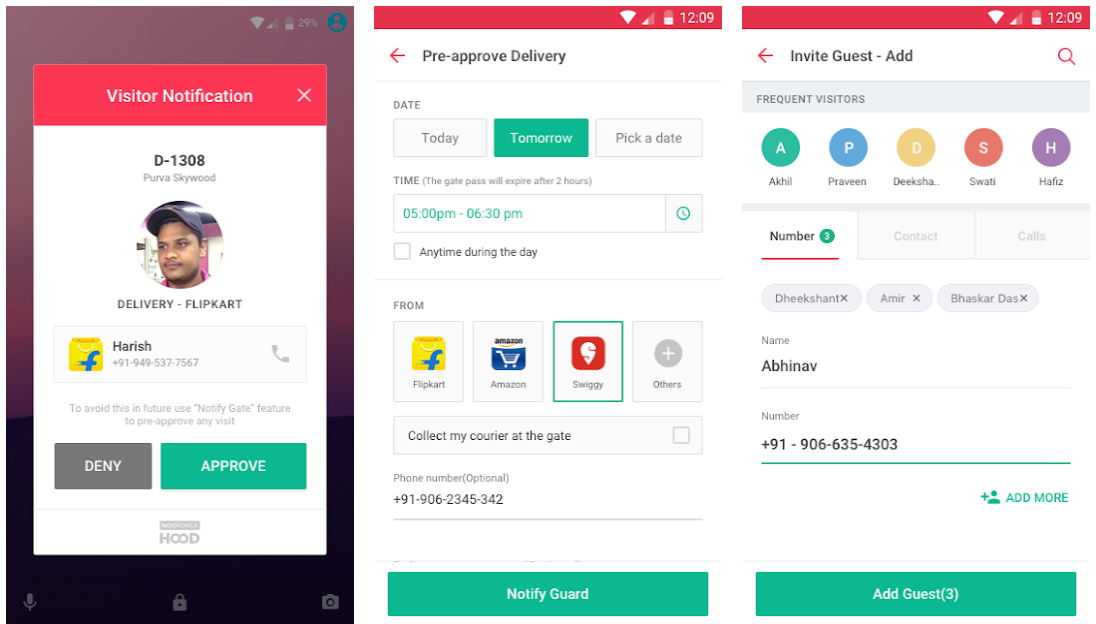 29%
Visitor Notification
D-1308
Purva Skywood
DELIVERY - FLIPKART
Harish
+91-949-537-7567
To avoid this in future use "Notify Gate" feature
to pre-approve any visit
DENY
APPROVE
NOBROKER
HOOD
12:09
Pre-approve Delivery
DATE
Today
Tomorrow
Pick a date
TIME (The gate pass will expire after 2 hours)
05:00pm - 06:30 pm
Anytime during the day
FROM
amazon
Flipkart
Amazon
Swiggy
Others
Collect my courier at the gate
Phone number(Optional)
+91-906-2345-342
Notify Guard
12:09
Invite Guest - Add
FREQUENT VISITORS
A
P
D
S
H
Akhil
Praveen
Deeksha..
Swati
Hafiz
Number 3
Contact
Calls
Dheekshant×
Amir ×
Bhaskar Das×
Name
Abhinav
Number
+91 - 906-635-4303
ADD MORE
Add Guest(3)